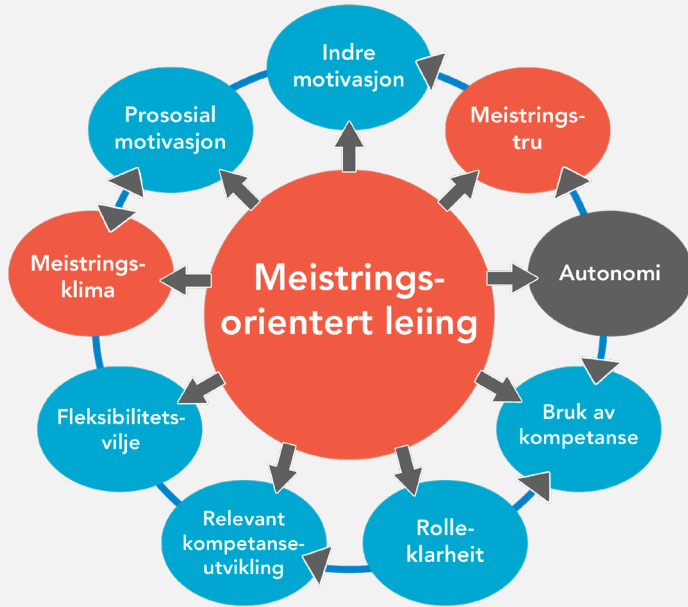 Indre
motivasjon
Meistrings-
tru
Autonomi
Bruk av
kompetanse
Rolle-
klarheit
Relevant
kompetanse-
utvikling
Fleksibilitets-
vilje
Meistrings-
klima
Prososial
motivasjon
Meistrings-
orientert leiing